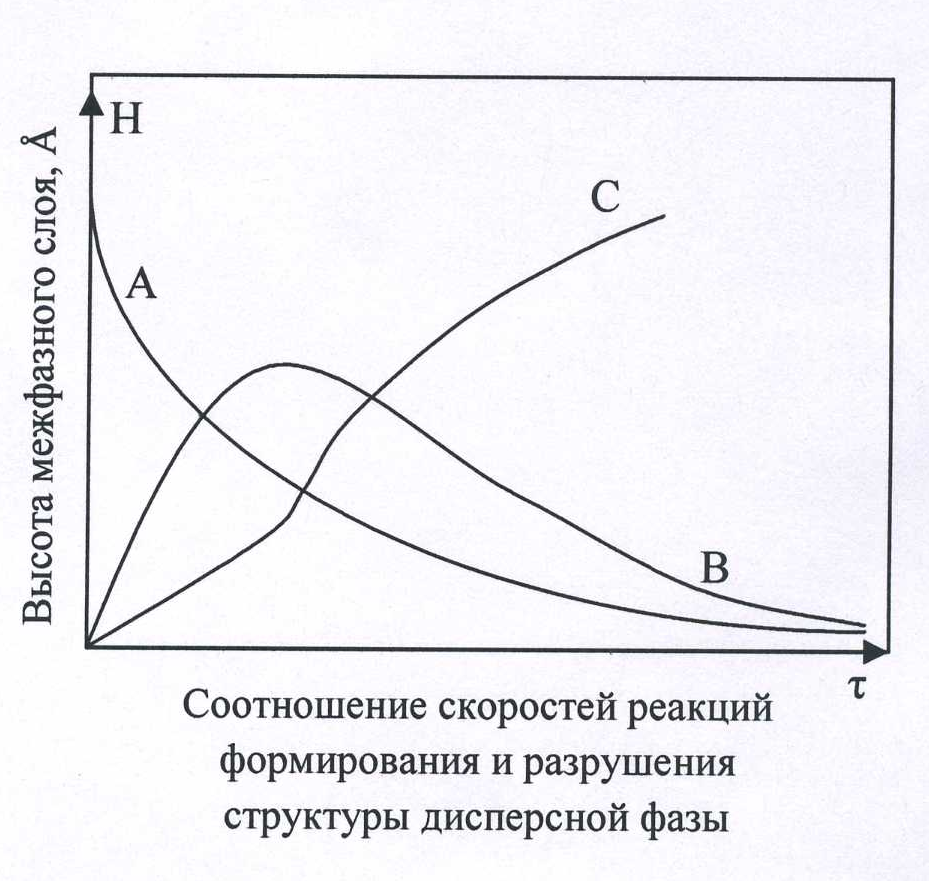 H
Высота межфазного слоя, Å
A
C
B
τ
Соотношение скоростей реакций
формирования и разрушения
структуры дисперсной фазы